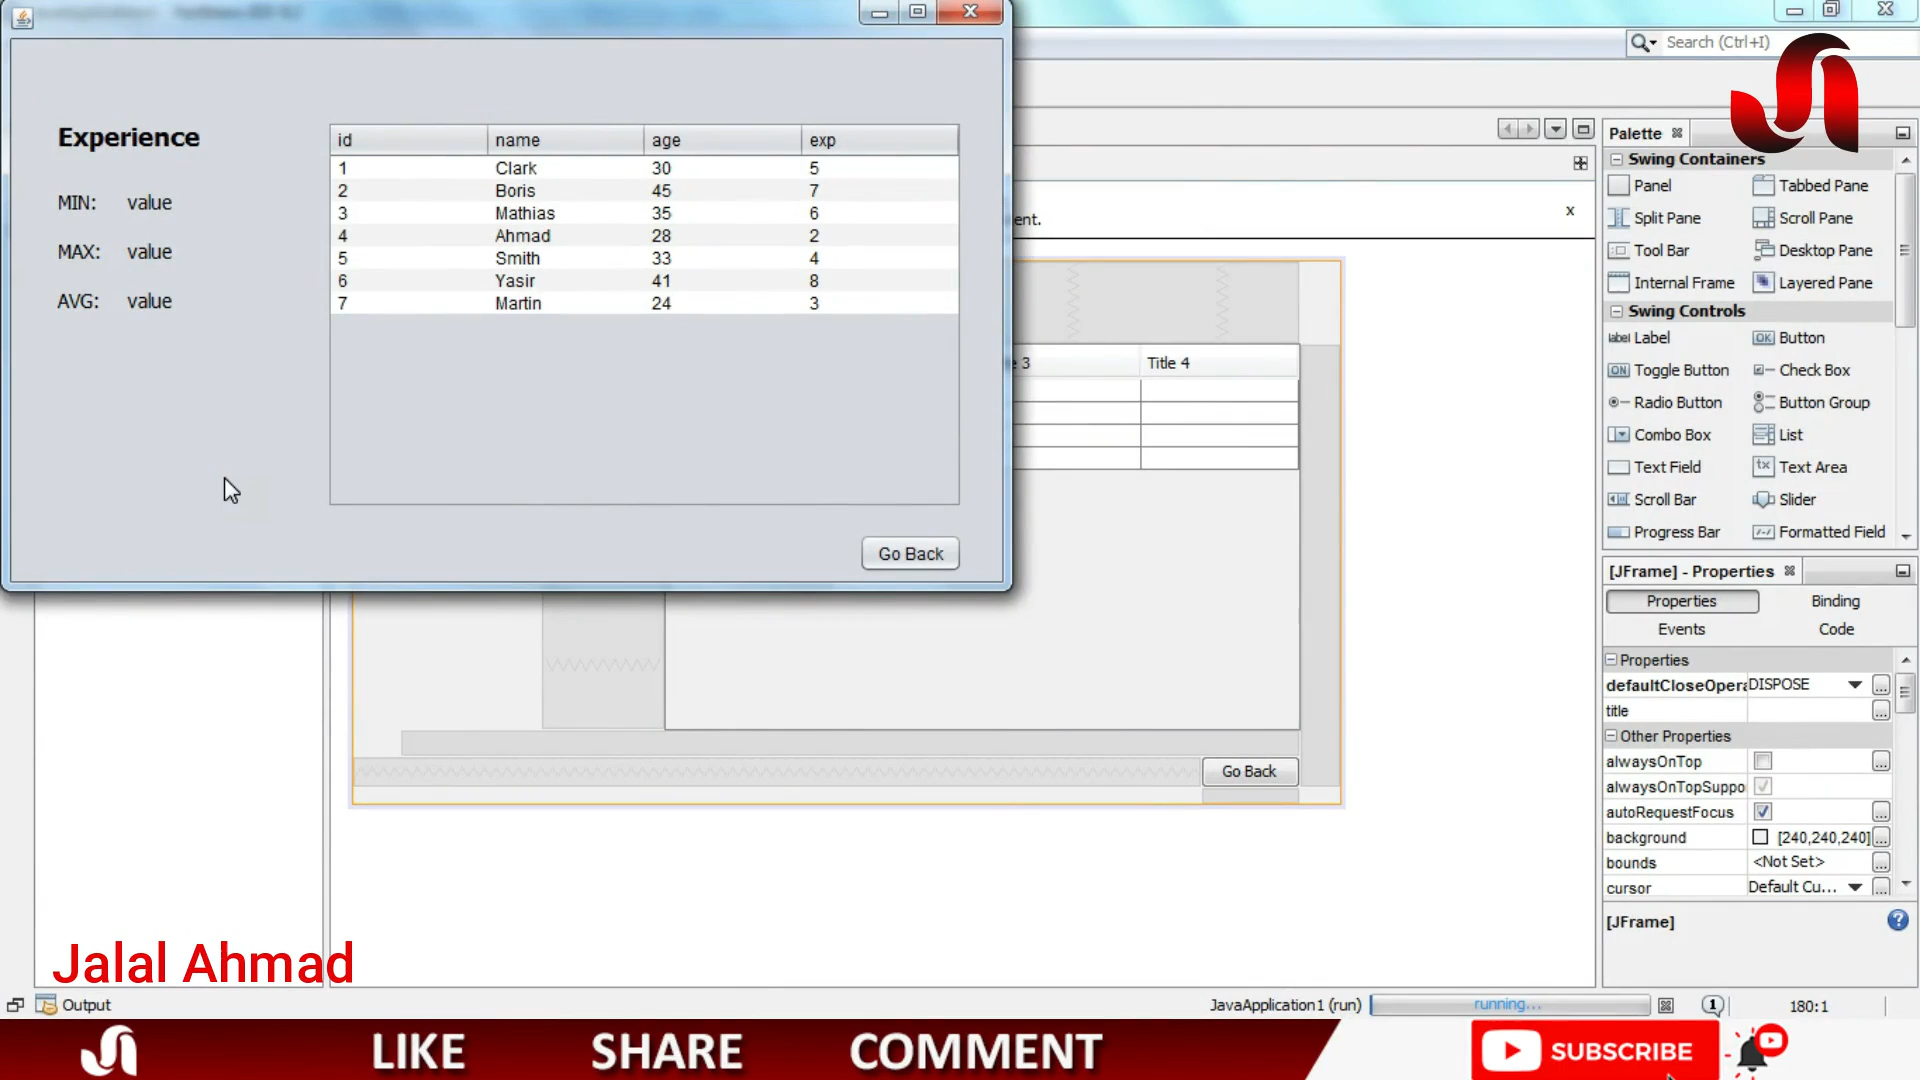 Experience
MIN: value
MAX: value
AVG: value
id name age exp
1 Clark 30 5
2 Boris 45 7
3 Mathias 35 6
4 Ahmad 28 2
5 Smith 33 4
6 Yasir 41 8
7 Martin 24 3
Go Back
Search (Ctrl+I)
ent.
x
3 Title 4
Go Back
Palette
Swing Containers
Panel Tabbed Pane
Split Pane Scroll Pane
Tool Bar Desktop Pane
Internal Frame Layered Pane
Swing Controls
label Label OK Button
ON Toggle Button Check Box
Radio Button Button Group
Combo Box List
Text Field tx Text Area
Scroll Bar Slider
Progress Bar Formatted Field
[JFrame] - Properties
Properties Binding
Events Code
Properties
defaultCloseOpera DISPOSE
title
Other Properties
alwaysOnTop
alwaysOnTopSuppo
autoRequestFocus
background [240,240,240]
bounds <Not Set>
cursor Default Cu...
[JFrame]
Jalal Ahmad
Output
JavaApplication1 (run) running... 1 180:1
LIKE SHARE COMMENT SUBSCRIBE